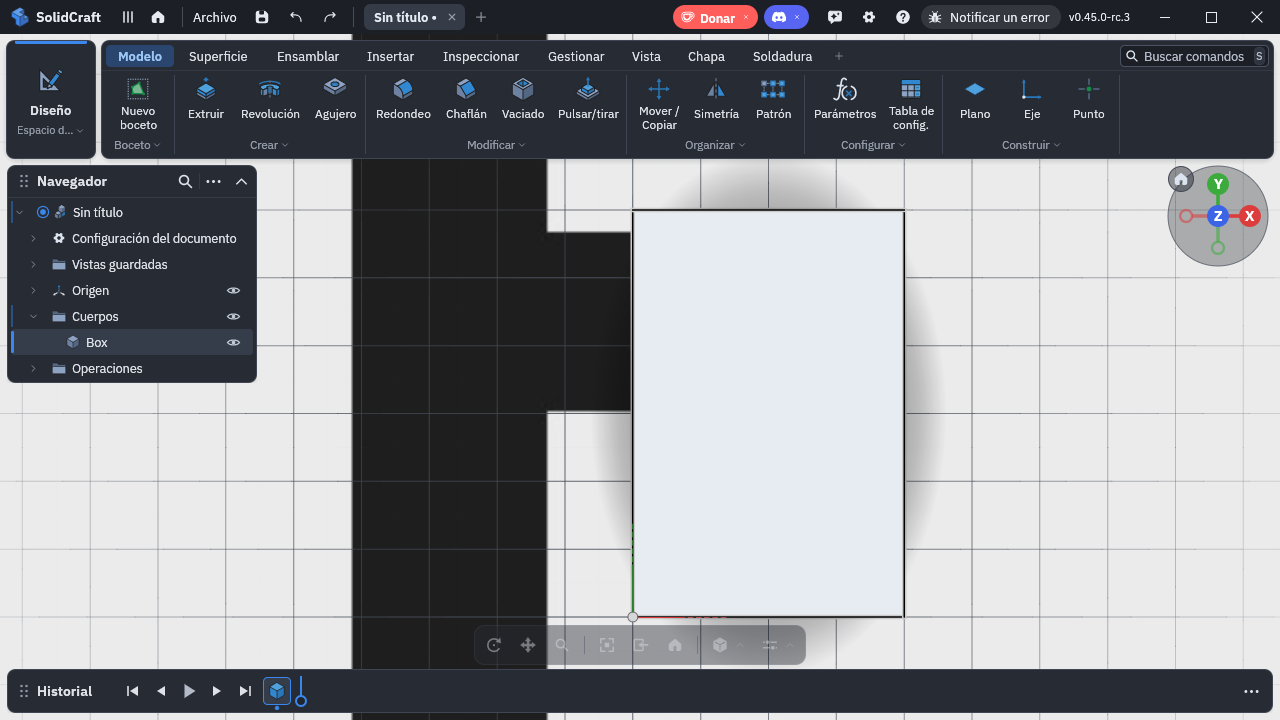 SolidCraft
Archivo
Sin título •
Donar
Notificar un error
v0.45.0-rc.3
Diseño
Espacio d...
Modelo
Superficie
Ensamblar
Insertar
Inspeccionar
Gestionar
Vista
Chapa
Soldadura
Buscar comandos
S
Nuevo boceto
Extruir
Revolución
Agujero
Redondeo
Chaflán
Vaciado
Pulsar/tirar
Mover / Copiar
Simetría
Patrón
Parámetros
Tabla de config.
Plano
Eje
Punto
Boceto
Crear
Modificar
Organizar
Configurar
Construir
Navegador
Sin título
Configuración del documento
Vistas guardadas
Origen
Cuerpos
Box
Operaciones
Y
Z
X
Historial